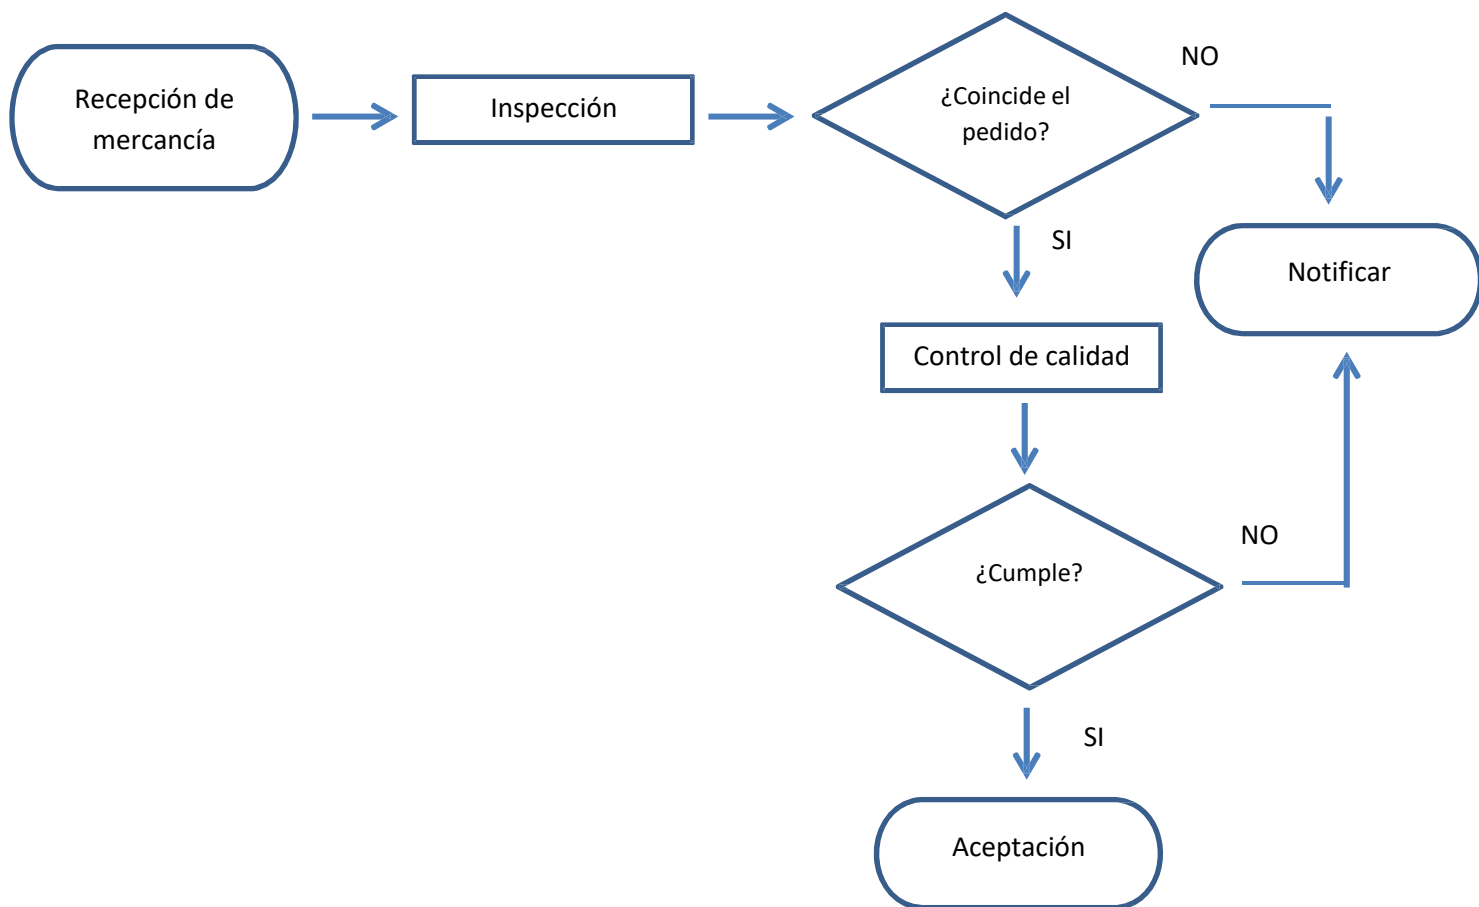 Recepción de
mercancía
Inspección
¿Coincide el
pedido?
NO
SI
Notificar
Control de calidad
¿Cumple?
NO
SI
Aceptación